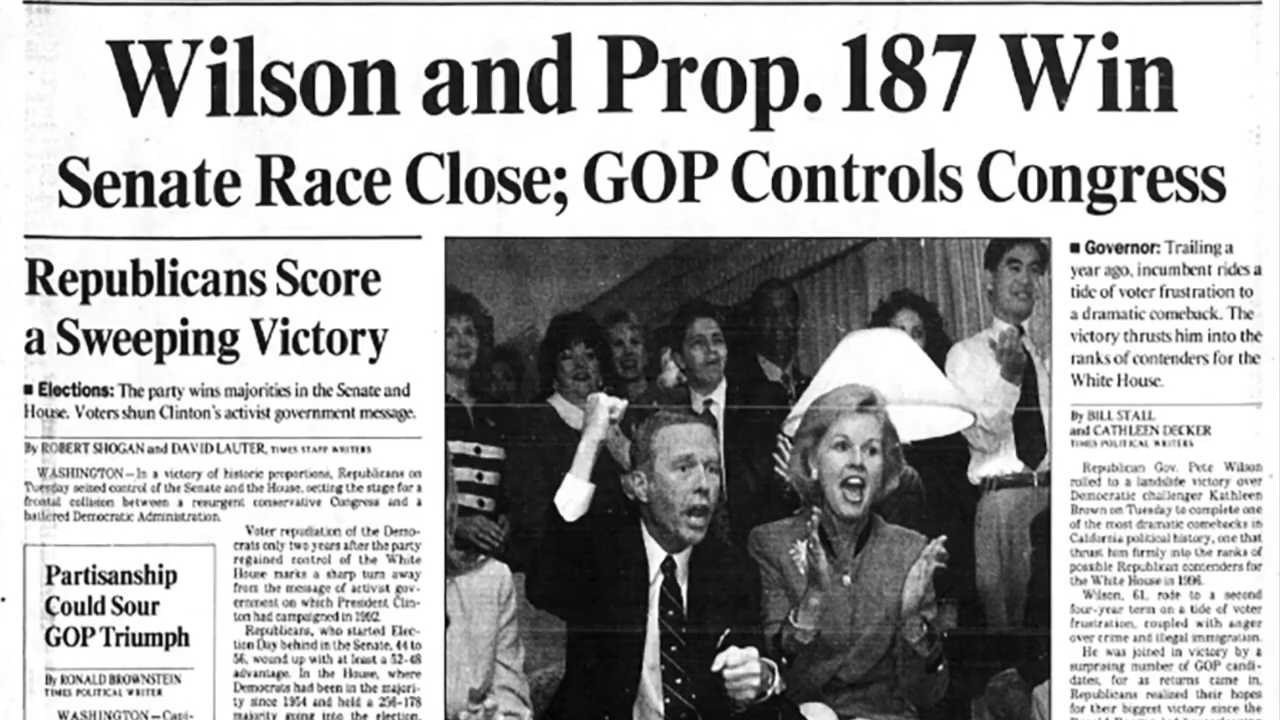 Wilson and Prop. 187 Win
Senate Race Close; GOP Controls Congress
Republicans Score
a Sweeping Victory
■ Elections: The party wins majorities in the Senate and
House. Voters shun Clinton's activist government message.
By ROBERT SHOGAN and DAVID LAUTER, TIMES STAFF WRITERS
WASHINGTON—In a victory of historic proportions, Republicans on
Tuesday seized control of the Senate and the House, setting the stage for a
frontal collision between a resurgent conservative Congress and a
battered Democratic Administration.
Voter repudiation of the Demo-
crats only two years after the party
regained control of the White
House marks a sharp turn away
from the message of activist gov-
ernment on which President Clin-
ton had campaigned in 1992.
Republicans, who started Elec-
tion Day behind in the Senate, 44 to
56, wound up with at least a 52-48
advantage. In the House, where
Democrats had been in the majori-
ty since 1954 and held a 256-178
majority going into the election,
Partisanship
Could Sour
GOP Triumph
By RONALD BROWNSTEIN
TIMES POLITICAL WRITER
WASHINGTON—Capi-
■ Governor: Trailing a
year ago, incumbent rides a
tide of voter frustration to
a dramatic comeback. The
victory thrusts him into the
ranks of contenders for the
White House.
By BILL STALL
and CATHLEEN DECKER
TIMES POLITICAL WRITERS
Republican Gov. Pete Wilson
rolled to a landslide victory over
Democratic challenger Kathleen
Brown on Tuesday to complete one
of the most dramatic comebacks in
California political history, one that
thrust him firmly into the ranks of
possible Republican contenders for
the White House in 1996.
Wilson, 61, rode to a second
four-year term on a tide of voter
frustration, coupled with anger
over crime and illegal immigration.
He was joined in victory by a
surprising number of GOP candi-
dates, for as returns came in,
Republicans realized their hopes
for their biggest victory since the